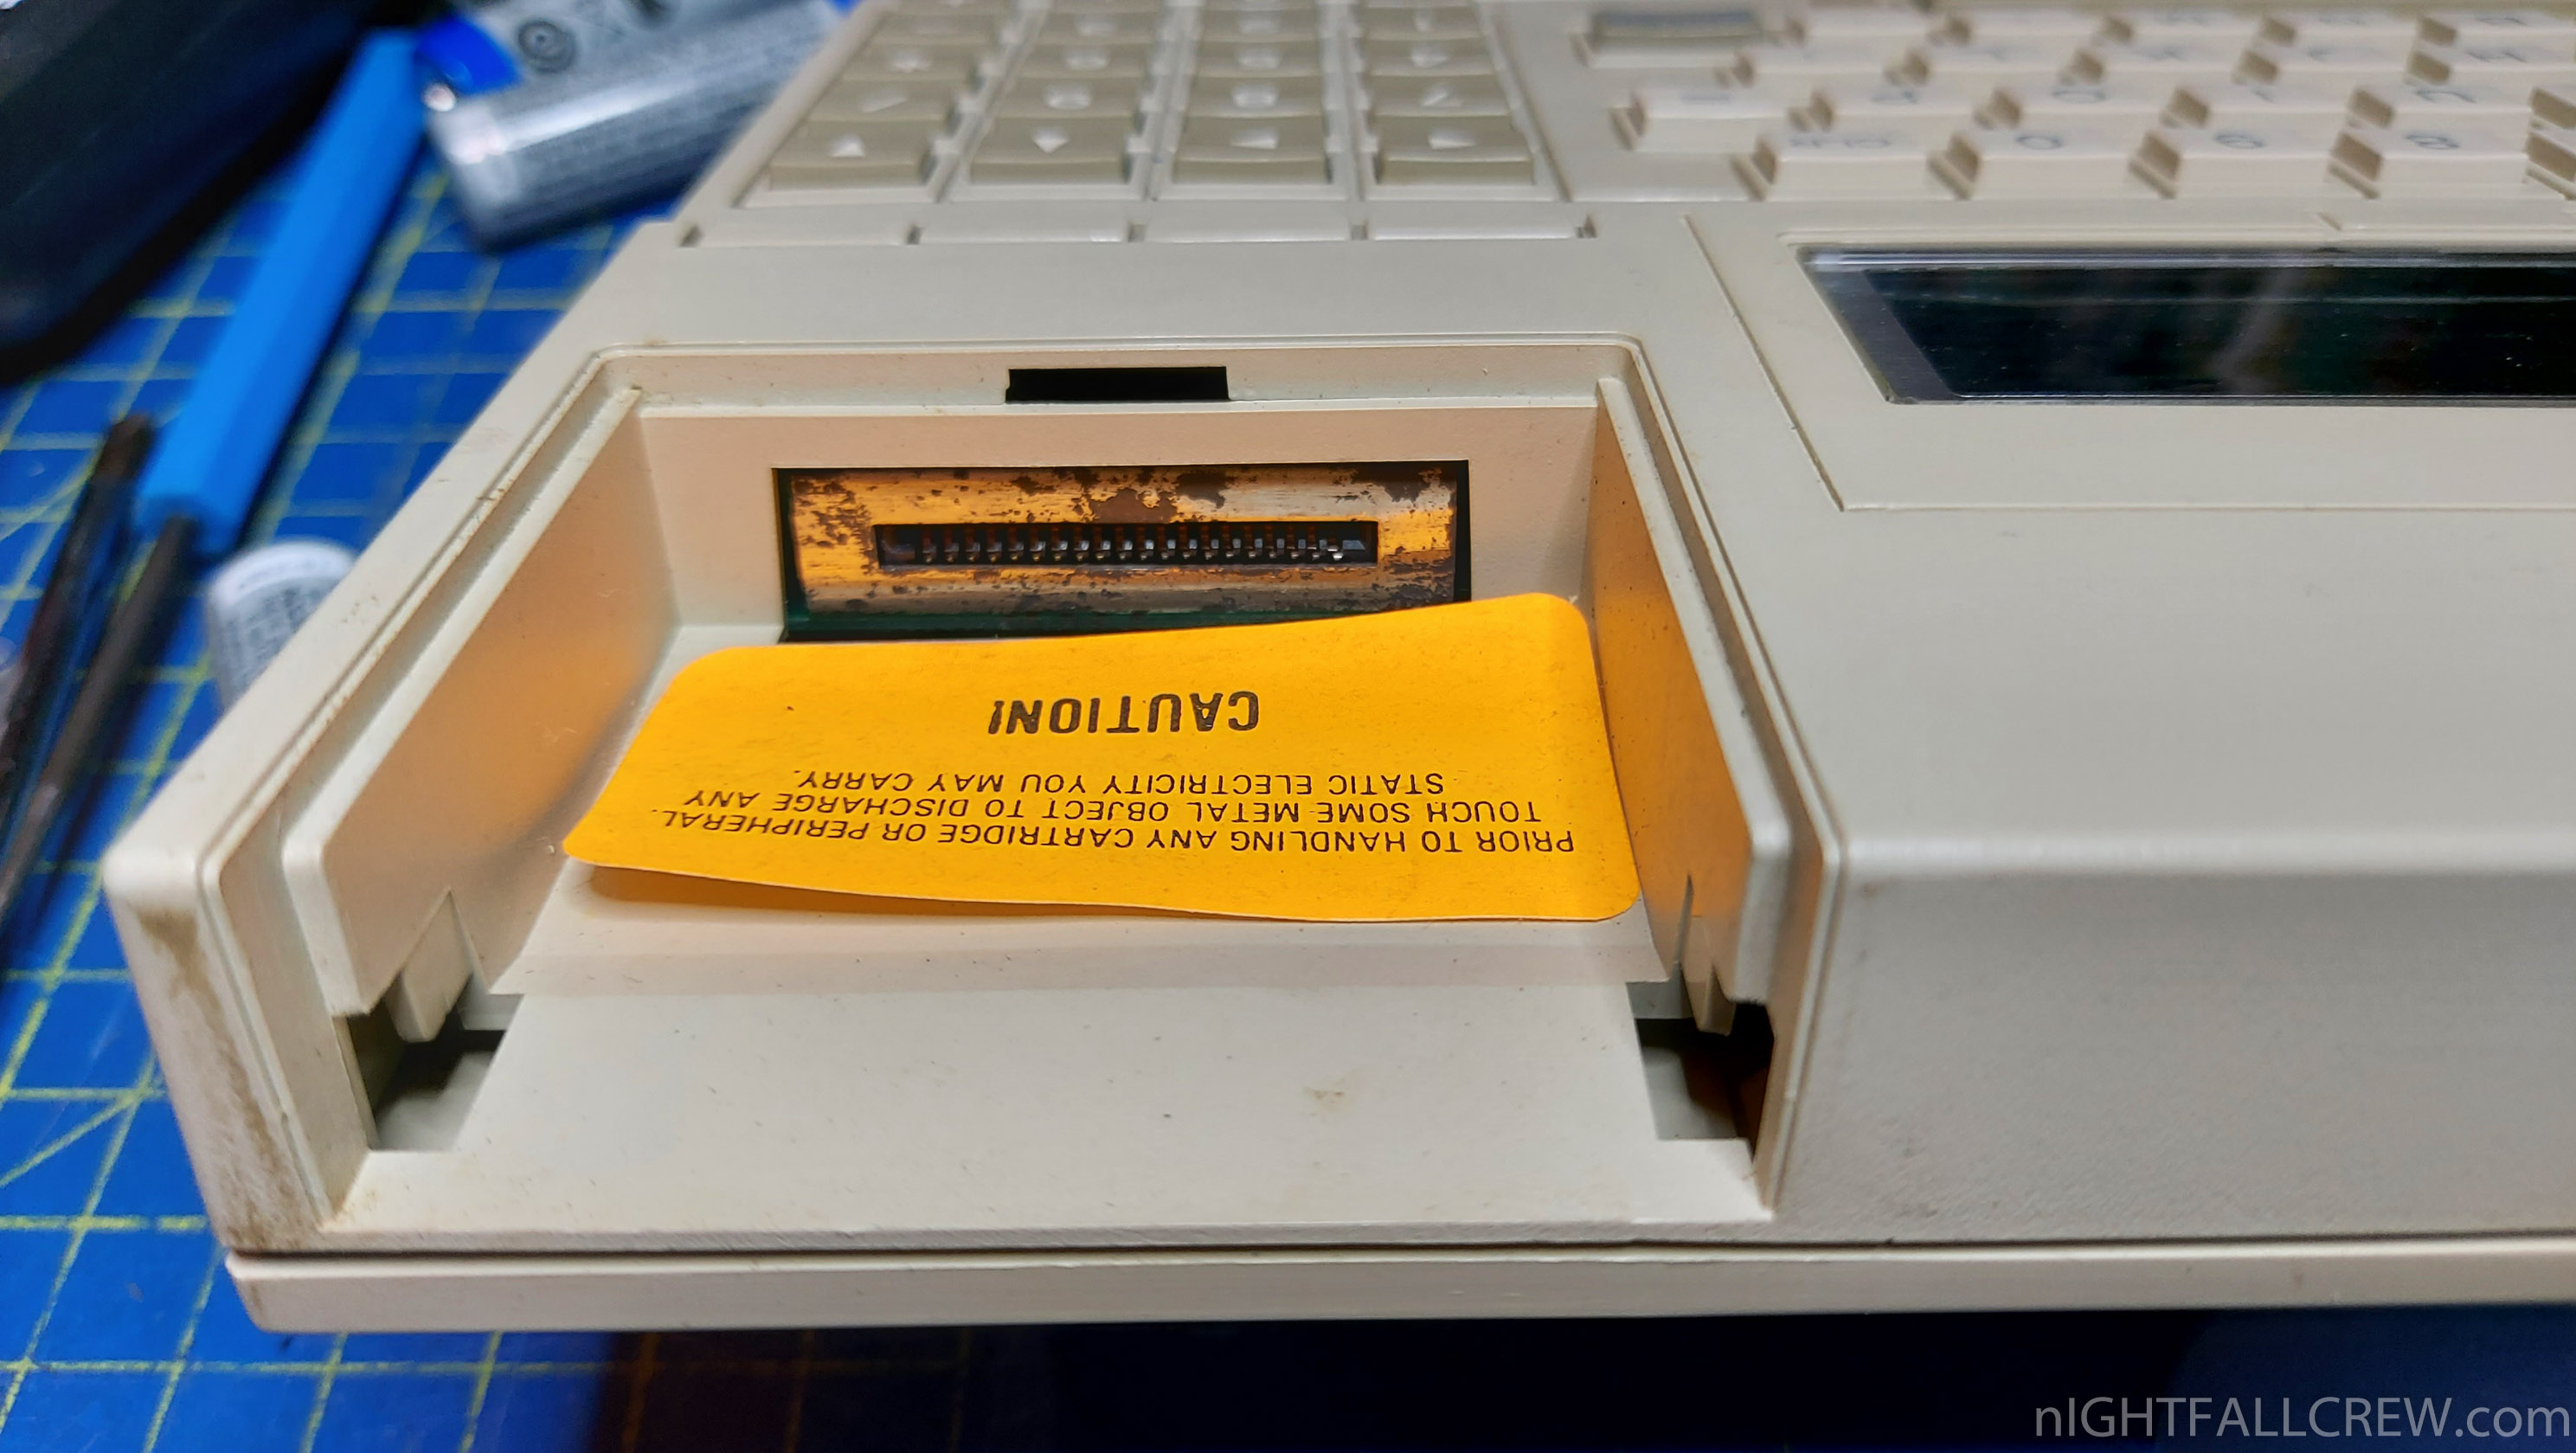 CAUTION!
PRIOR TO HANDLING ANY CARTRIDGE OR PERIPHERAL.
TOUCH SOME METAL OBJECT TO DISCHARGE ANY
STATIC ELECTRICITY YOU MAY CARRY.
nIGHTFALLCREW.com